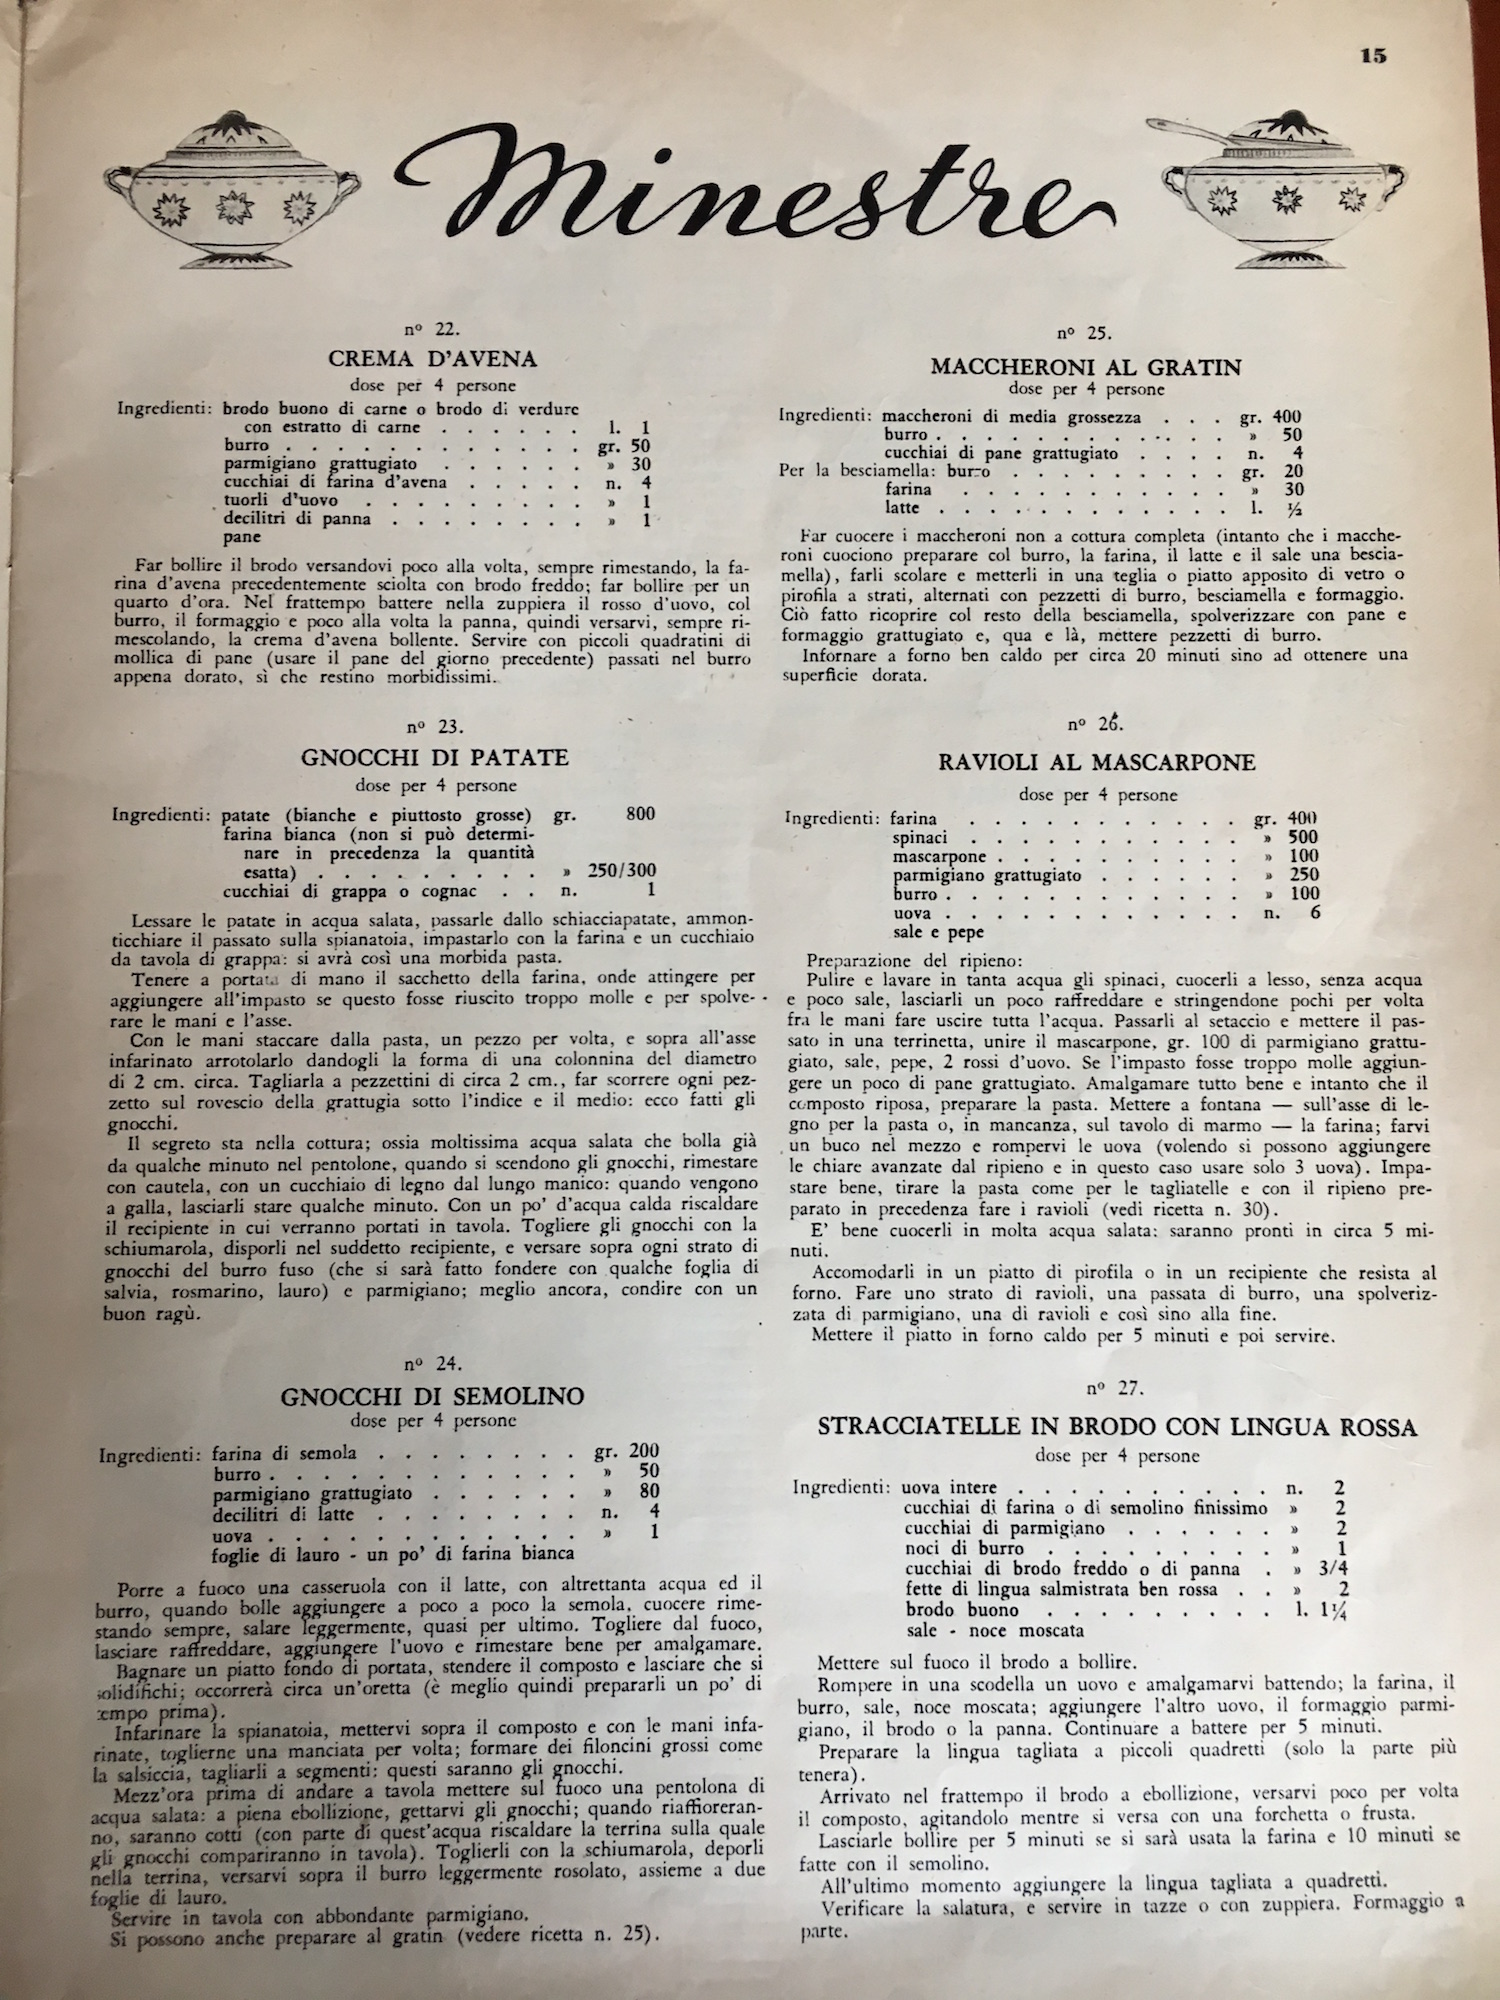 15
Minestre
nº 22.
CREMA D'AVENA
dose per 4 persone
Ingredienti: brodo buono di carne o brodo di verdure
con estratto di carne . . . . . . l. 1
burro . . . . . . . . . . . . gr. 50
parmigiano grattugiato . . . . . . » 30
cucchiai di farina d'avena . . . . . n. 4
tuorli d'uovo . . . . . . . . . » 1
decilitri di panna . . . . . . . . » 1
pane
Far bollire il brodo versandovi poco alla volta, sempre rimestando, la fa-
rina d'avena precedentemente sciolta con brodo freddo; far bollire per un
quarto d'ora. Nel frattempo battere nella zuppiera il rosso d'uovo, col
burro, il formaggio e poco alla volta la panna, quindi versarvi, sempre ri-
mescolando, la crema d'avena bollente. Servire con piccoli quadratini di
mollica di pane (usare il pane del giorno precedente) passati nel burro
appena dorato, sì che restino morbidissimi.
nº 23.
GNOCCHI DI PATATE
dose per 4 persone
Ingredienti: patate (bianche e piuttosto grosse) gr. 800
farina bianca (non si può determi-
nare in precedenza la quantità
esatta) . . . . . . . . . » 250/300
cucchiai di grappa o cognac . . n. 1
Lessare le patate in acqua salata, passarle dallo schiacciapatate, ammon-
ticchiare il passato sulla spianatoia, impastarlo con la farina e un cucchiaio
da tavola di grappa: si avrà così una morbida pasta.
Tenere a portata di mano il sacchetto della farina, onde attingere per
aggiungere all'impasto se questo fosse riuscito troppo molle e per spolve-
rare le mani e l'asse.
Con le mani staccare dalla pasta, un pezzo per volta, e sopra all'asse
infarinato arrotolarlo dandogli la forma di una colonnina del diametro
di 2 cm. circa. Tagliarla a pezzettini di circa 2 cm., far scorrere ogni pez-
zetto sul rovescio della grattugia sotto l'indice e il medio: ecco fatti gli
gnocchi.
Il segreto sta nella cottura; ossia moltissima acqua salata che bolla già
da qualche minuto nel pentolone, quando si scendono gli gnocchi, rimestare
con cautela, con un cucchiaio di legno dal lungo manico: quando vengono
a galla, lasciarli stare qualche minuto. Con un po' d'acqua calda riscaldare
il recipiente in cui verranno portati in tavola. Togliere gli gnocchi con la
schiumarola, disporli nel suddetto recipiente, e versare sopra ogni strato di
gnocchi del burro fuso (che si sarà fatto fondere con qualche foglia di
salvia, rosmarino, lauro) e parmigiano; meglio ancora, condire con un
buon ragù.
nº 24.
GNOCCHI DI SEMOLINO
dose per 4 persone
Ingredienti: farina di semola . . . . . . . . gr. 200
burro . . . . . . . . . . . . » 50
parmigiano grattugiato . . . . . . » 80
decilitri di latte . . . . . . . . n. 4
uova . . . . . . . . . . . . » 1
foglie di lauro - un po' di farina bianca
Porre a fuoco una casseruola con il latte, con altrettanta acqua ed il
burro, quando bolle aggiungere a poco a poco la semola, cuocere rime-
stando sempre, salare leggermente, quasi per ultimo. Togliere dal fuoco,
lasciare raffreddare, aggiungere l'uovo e rimestare bene per amalgamare.
Bagnare un piatto fondo di portata, stendere il composto e lasciare che si
solidifichi; occorrerà circa un'oretta (è meglio quindi prepararli un po' di
tempo prima).
Infarinare la spianatoia, mettervi sopra il composto e con le mani infa-
rinate, toglierne una manciata per volta; formare dei filoncini grossi come
la salsiccia, tagliarli a segmenti: questi saranno gli gnocchi.
Mezz'ora prima di andare a tavola mettere sul fuoco una pentolona di
acqua salata: a piena ebollizione, gettarvi gli gnocchi; quando riaffioreran-
no, saranno cotti (con parte di quest'acqua riscaldare la terrina sulla quale
gli gnocchi compariranno in tavola). Toglierli con la schiumarola, deporli
nella terrina, versarvi sopra il burro leggermente rosolato, assieme a due
foglie di lauro.
Servire in tavola con abbondante parmigiano.
Si possono anche preparare al gratin (vedere ricetta n. 25).
nº 25.
MACCHERONI AL GRATIN
dose per 4 persone
Ingredienti: maccheroni di media grossezza . . . gr. 400
burro . . . . . . . . . . . . » 50
cucchiai di pane grattugiato . . . . n. 4
Per la besciamella: burro . . . . . . . . . gr. 20
farina . . . . . . . . . . . » 30
latte . . . . . . . . . . . . l. ½
Far cuocere i maccheroni non a cottura completa (intanto che i macche-
roni cuociono preparare col burro, la farina, il latte e il sale una bescia-
mella), farli scolare e metterli in una teglia o piatto apposito di vetro o
pirofila a strati, alternati con pezzetti di burro, besciamella e formaggio.
Ciò fatto ricoprire col resto della besciamella, spolverizzare con pane e
formaggio grattugiato e, qua e là, mettere pezzetti di burro.
Infornare a forno ben caldo per circa 20 minuti sino ad ottenere una
superficie dorata.
nº 26.
RAVIOLI AL MASCARPONE
dose per 4 persone
Ingredienti: farina . . . . . . . . . . . gr. 400
spinaci . . . . . . . . . . . » 500
mascarpone . . . . . . . . . . » 100
parmigiano grattugiato . . . . . . » 250
burro . . . . . . . . . . . . » 100
uova . . . . . . . . . . . . n. 6
sale e pepe
Preparazione del ripieno:
Pulire e lavare in tanta acqua gli spinaci, cuocerli a lesso, senza acqua
e poco sale, lasciarli un poco raffreddare e stringendone pochi per volta
fra le mani fare uscire tutta l'acqua. Passarli al setaccio e mettere il pas-
sato in una terrinetta, unire il mascarpone, gr. 100 di parmigiano grattu-
giato, sale, pepe, 2 rossi d'uovo. Se l'impasto fosse troppo molle aggiun-
gere un poco di pane grattugiato. Amalgamare tutto bene e intanto che il
composto riposa, preparare la pasta. Mettere a fontana — sull'asse di le-
gno per la pasta o, in mancanza, sul tavolo di marmo — la farina; farvi
un buco nel mezzo e rompervi le uova (volendo si possono aggiungere
le chiare avanzate dal ripieno e in questo caso usare solo 3 uova). Impa-
stare bene, tirare la pasta come per le tagliatelle e con il ripieno pre-
parato in precedenza fare i ravioli (vedi ricetta n. 30).
E' bene cuocerli in molta acqua salata: saranno pronti in circa 5 mi-
nuti.
Accomodarli in un piatto di pirofila o in un recipiente che resista al
forno. Fare uno strato di ravioli, una passata di burro, una spolveriz-
zata di parmigiano, una di ravioli e così sino alla fine.
Mettere il piatto in forno caldo per 5 minuti e poi servire.
nº 27.
STRACCIATELLE IN BRODO CON LINGUA ROSSA
dose per 4 persone
Ingredienti: uova intere . . . . . . . . . . n. 2
cucchiai di farina o di semolino finissimo » 2
cucchiai di parmigiano . . . . . . » 2
noci di burro . . . . . . . . . » 1
cucchiai di brodo freddo o di panna . » 3/4
fette di lingua salmistrata ben rossa . . » 2
brodo buono . . . . . . . . . l. 1¼
sale - noce moscata
Mettere sul fuoco il brodo a bollire.
Rompere in una scodella un uovo e amalgamarvi battendo; la farina, il
burro, sale, noce moscata; aggiungere l'altro uovo, il formaggio parmi-
giano, il brodo o la panna. Continuare a battere per 5 minuti.
Preparare la lingua tagliata a piccoli quadretti (solo la parte più
tenera).
Arrivato nel frattempo il brodo a ebollizione, versarvi poco per volta
il composto, agitandolo mentre si versa con una forchetta o frusta.
Lasciarle bollire per 5 minuti se si sarà usata la farina e 10 minuti se
fatte con il semolino.
All'ultimo momento aggiungere la lingua tagliata a quadretti.
Verificare la salatura, e servire in tazze o con zuppiera. Formaggio a
parte.